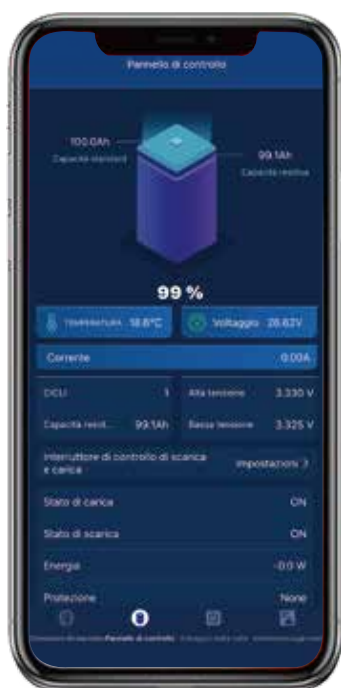 Pannello di controllo
100.0Ah
Capacità standard
99.1Ah
Capacità residua
99 %
TEMPERATURA 18.8°C
Voltaggio 26.62V
Corrente 0.00A
CICLI 1
Alta tensione 3.330 V
Capacità resid... 99.1Ah
Bassa tensione 3.325 V
Interruttore di controllo di scarica
e carica
Impostazioni >
Stato di carica ON
Stato di scarica ON
Energia -0.0 W
Protezione None
Pannello di controllo